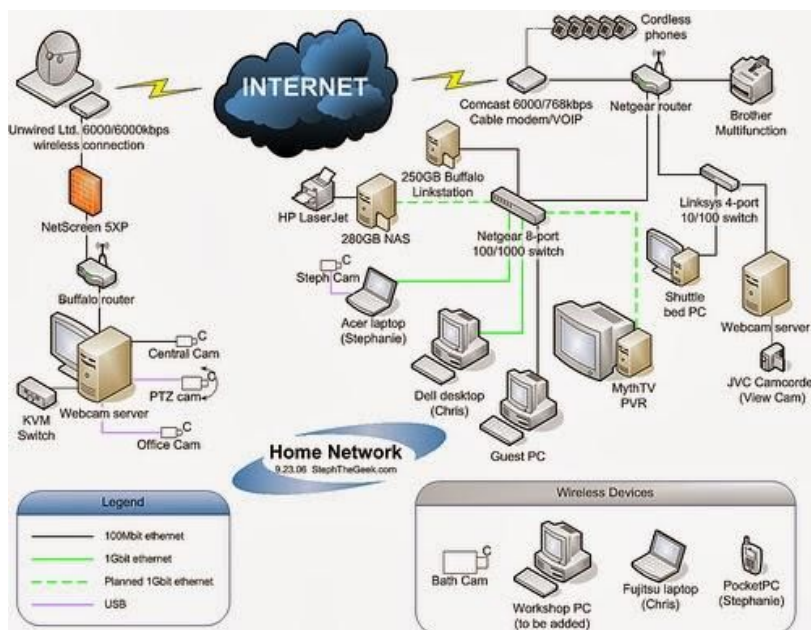 Cordless
phones
INTERNET
Unwired Ltd. 6000/6000kbps
wireless connection
Comcast 6000/768kbps
Cable modem/VOIP
Netgear router
Brother
Multifunction
250GB Buffalo
Linkstation
NetScreen 5XP
HP LaserJet
280GB NAS
Netgear 8-port
100/1000 switch
Linksys 4-port
10/100 switch
C
Steph Cam
Buffalo router
Acer laptop
(Stephanie)
Shuttle
bed PC
Webcam server
C
Central Cam
C
PTZ cam
Webcam server
KVM
Switch
C
Office Cam
Dell desktop
(Chris)
Guest PC
MythTV
PVR
JVC Camcorde
(View Cam)
Home Network
9.23.06 StephTheGeek.com
Legend
100Mbit ethernet
1Gbit ethernet
Planned 1Gbit ethernet
USB
Wireless Devices
C
Bath Cam
Workshop PC
(to be added)
Fujitsu laptop
(Chris)
PocketPC
(Stephanie)